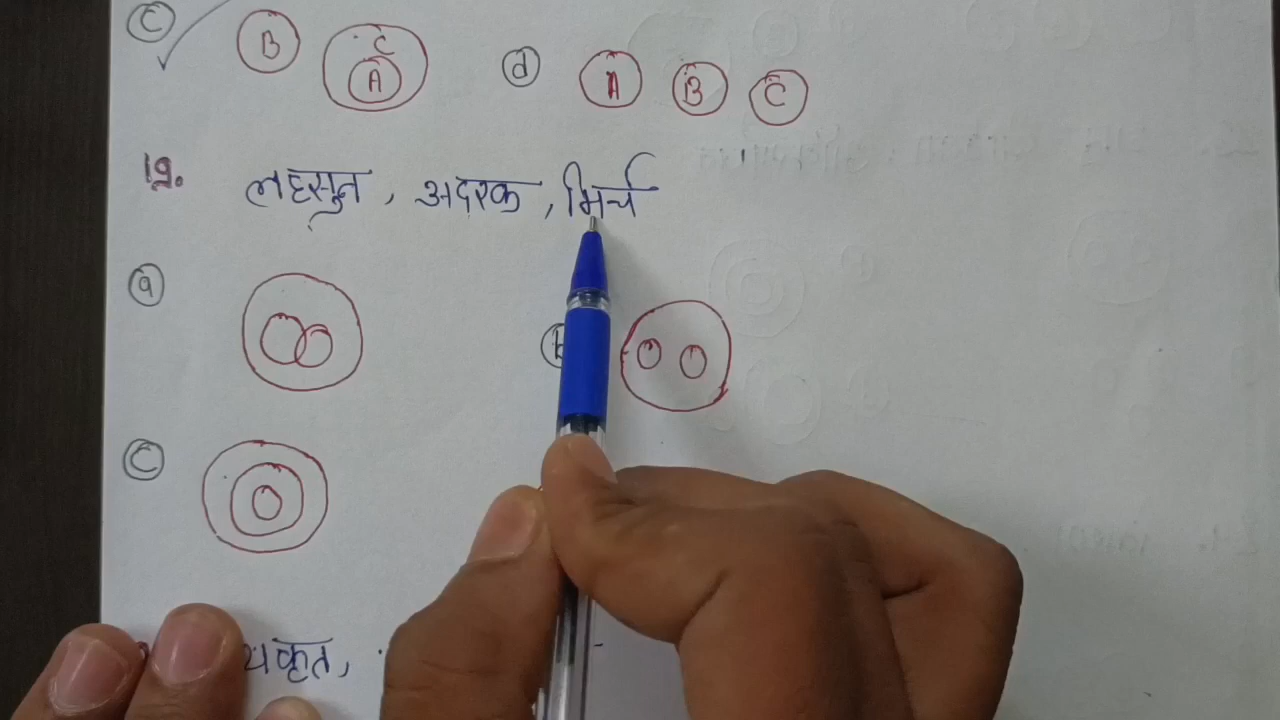 C B C A d A B C
19. लहसुन, अदरक, मिर्च
a
b
C
यकृत,